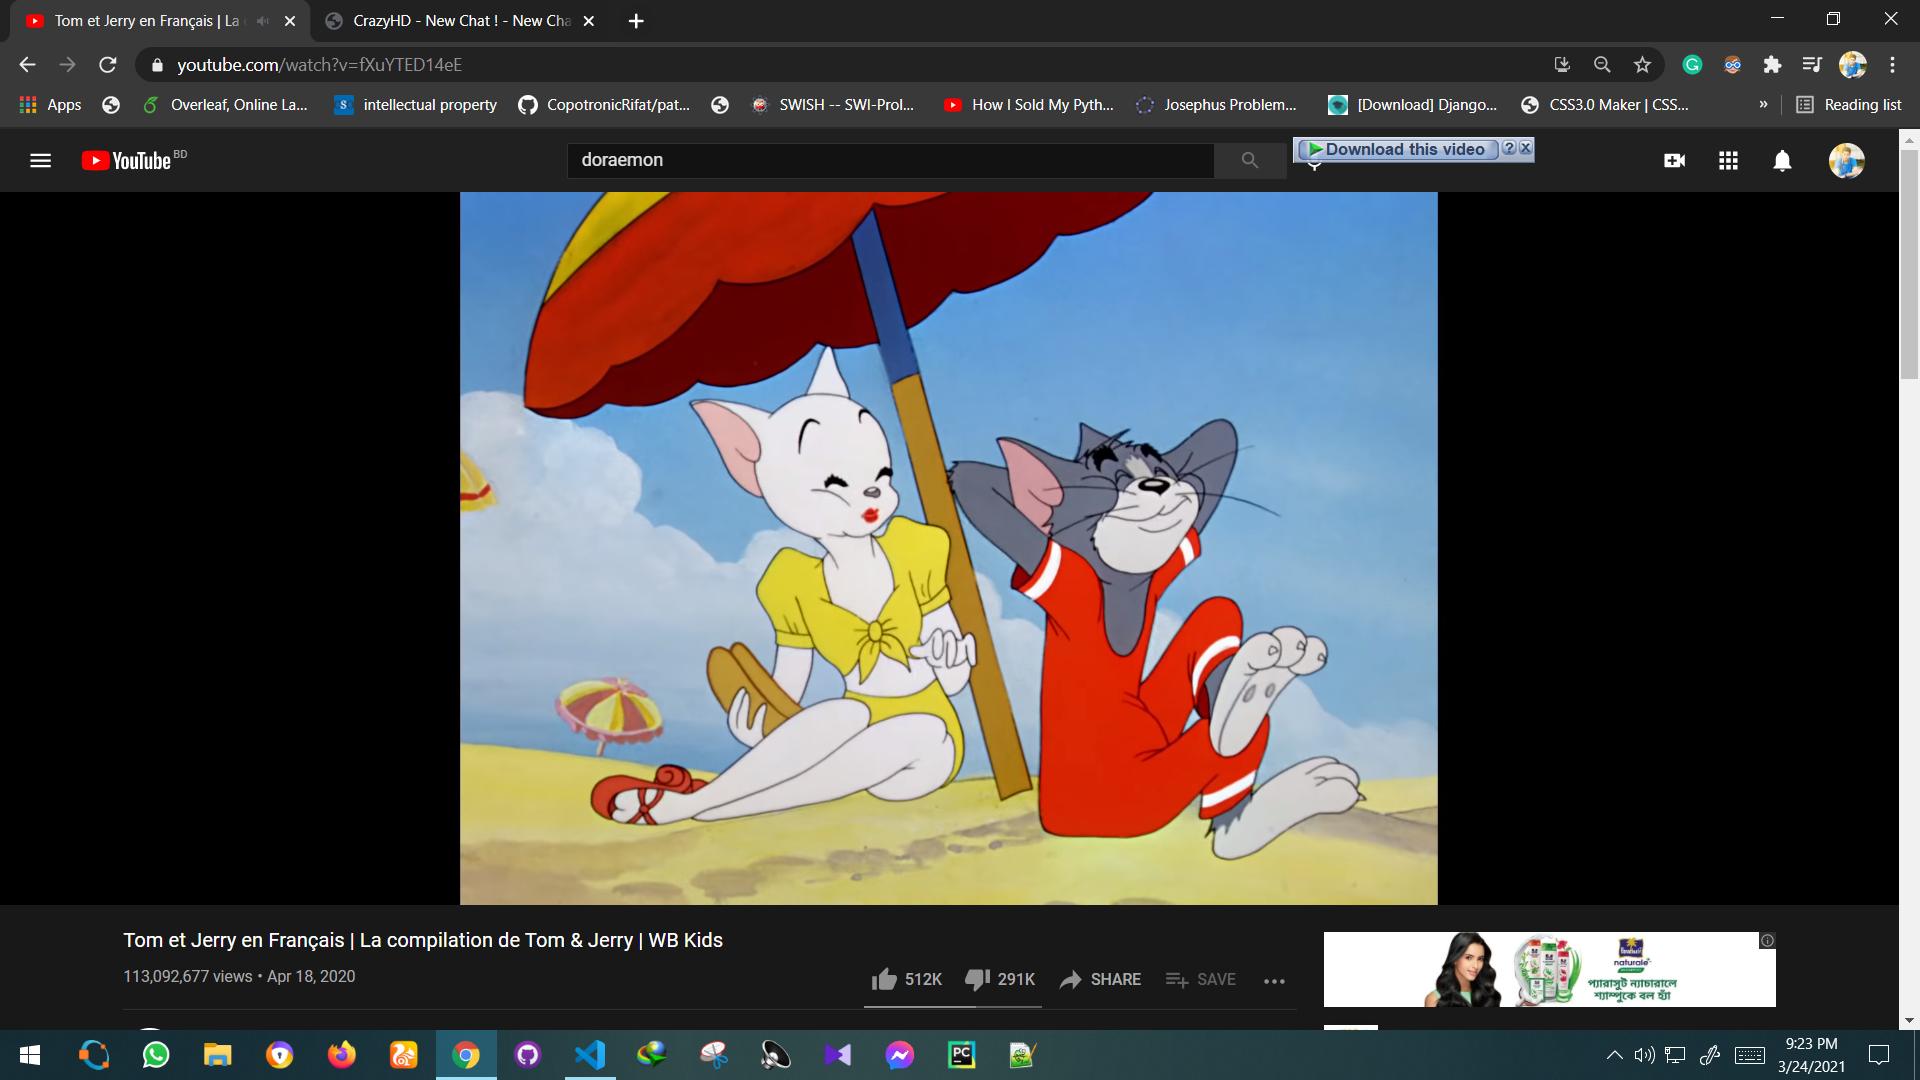 Tom et Jerry en Français | La
CrazyHD - New Chat ! - New Cha
youtube.com/watch?v=fXuYTED14eE
Apps
Overleaf, Online La...
intellectual property
CopotronicRifat/pat...
SWISH -- SWI-Prol...
How I Sold My Pyth...
Josephus Problem...
[Download] Django...
CSS3.0 Maker | CSS...
»
Reading list
YouTube BD
doraemon
Download this video ? X
Tom et Jerry en Français | La compilation de Tom & Jerry | WB Kids
113,092,677 views • Apr 18, 2020
512K
291K
SHARE
SAVE
naturale
প্যারাসুট ন্যাচারালে
শ্যাম্পুকে বল হ্যাঁ
PC
9:23 PM
3/24/2021